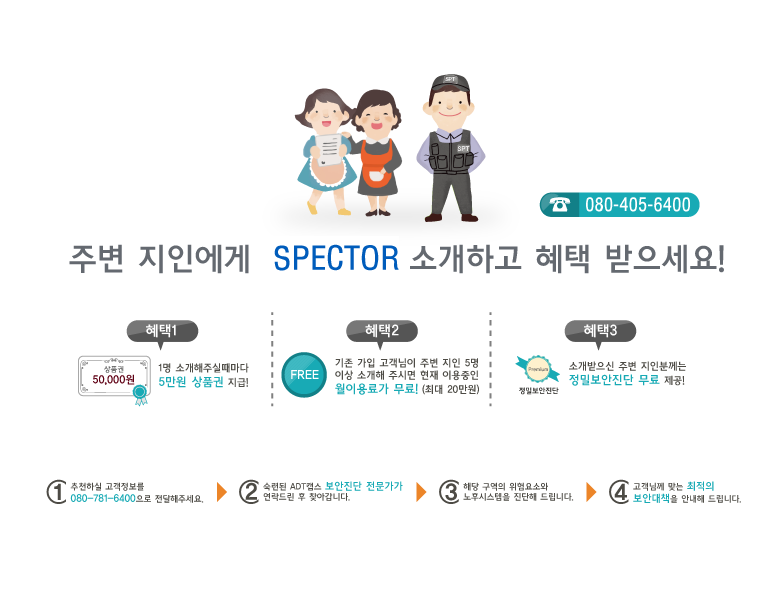 SPT
SPT
080-405-6400
주변 지인에게 SPECTOR 소개하고 혜택 받으세요!
혜택1
상품권
50,000원
1명 소개해주실때마다
5만원 상품권 지급!
혜택2
FREE
기존 가입 고객님이 주변 지인 5명
이상 소개해 주시면 현재 이용중인
월이용료가 무료! (최대 20만원)
혜택3
Premium
정밀보안진단
소개받으신 주변 지인분께는
정밀보안진단 무료 제공!
1 추천하실 고객정보를
080-781-6400으로 전달해주세요.
2 숙련된 ADT캡스 보안진단 전문가가
연락드린 후 찾아갑니다.
3 해당 구역의 위험요소와
노후시스템을 진단해 드립니다.
4 고객님께 맞는 최적의
보안대책을 안내해 드립니다.